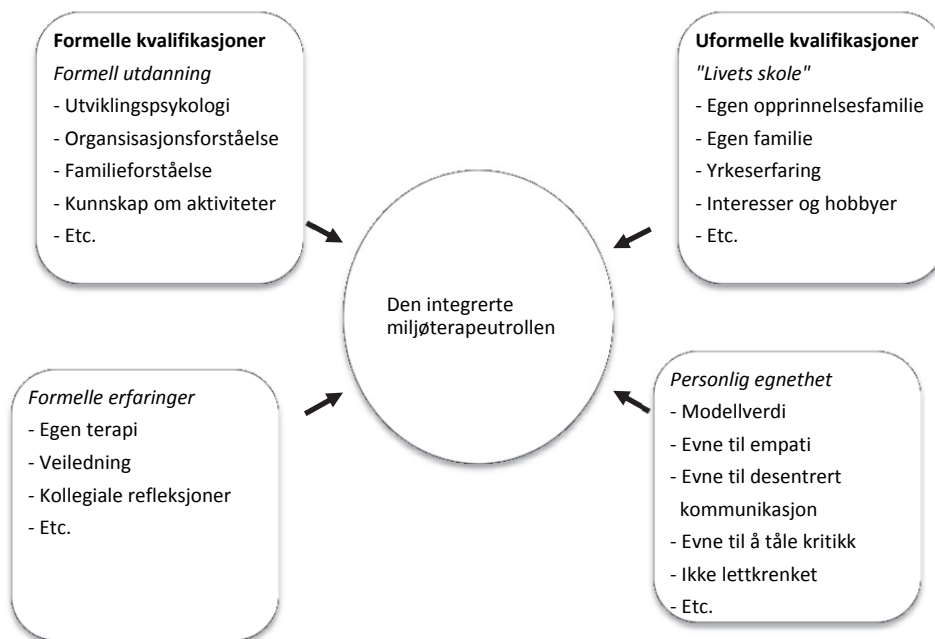 Formelle kvalifikasjoner
Formell utdanning
- Utviklingspsykologi
- Organsisasjonsforståelse
- Familieforståelse
- Kunnskap om aktiviteter
- Etc.
Uformelle kvalifikasjoner
"Livets skole"
- Egen opprinnelsesfamilie
- Egen familie
- Yrkeserfaring
- Interesser og hobbyer
- Etc.
Den integrerte
miljøterapeutrollen
Formelle erfaringer
- Egen terapi
- Veiledning
- Kollegiale refleksjoner
- Etc.
Personlig egnethet
- Modellverdi
- Evne til empati
- Evne til desentrert
kommunikasjon
- Evne til å tåle kritikk
- Ikke lettkrenket
- Etc.